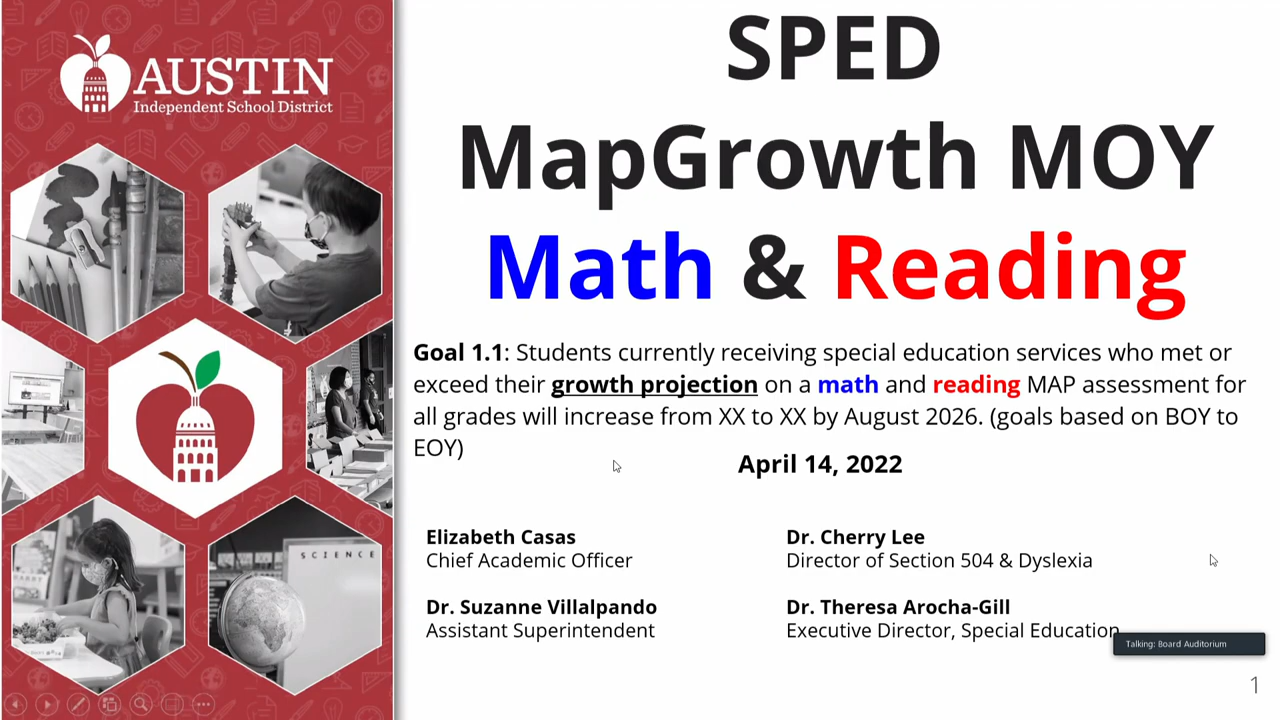 AUSTIN
Independent School District
SPED
MapGrowth MOY
Math & Reading
Goal 1.1: Students currently receiving special education services who met or
exceed their growth projection on a math and reading MAP assessment for
all grades will increase from XX to XX by August 2026. (goals based on BOY to
EOY)
April 14, 2022
Elizabeth Casas
Chief Academic Officer
Dr. Cherry Lee
Director of Section 504 & Dyslexia
Dr. Suzanne Villalpando
Assistant Superintendent
Dr. Theresa Arocha-Gill
Executive Director, Special Education
Talking: Board Auditorium
SCIENCE
1